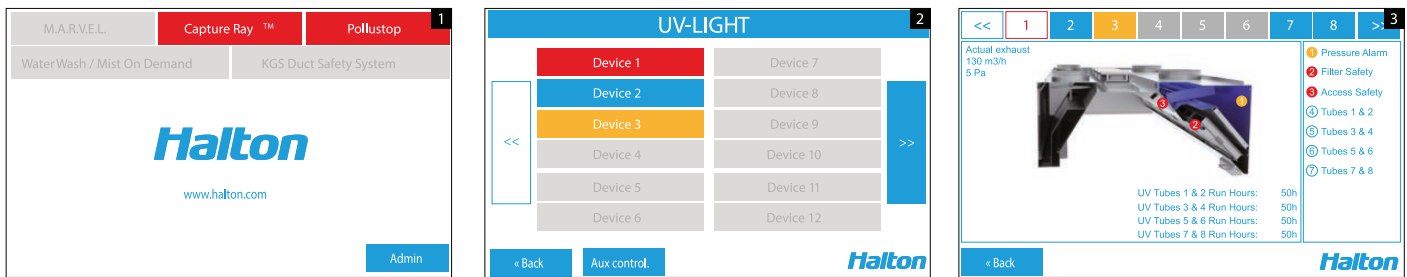 1
M.A.R.V.E.L.
Capture Ray ™
Pollustop
Water Wash / Mist On Demand
KGS Duct Safety System
Halton
www.halton.com
Admin
2
UV-LIGHT
Device 1
Device 7
Device 2
Device 8
Device 3
Device 9
<<
>>
Device 4
Device 10
Device 5
Device 11
Device 6
Device 12
« Back
Aux control.
Halton
3
<< 1 2 3 4 5 6 7 8 >>
Actual exhaust
130 m3/h
5 Pa
3
2
1
1 Pressure Alarm
2 Filter Safety
3 Access Safety
4 Tubes 1 & 2
5 Tubes 3 & 4
6 Tubes 5 & 6
7 Tubes 7 & 8
UV Tubes 1 & 2 Run Hours: 50h
UV Tubes 3 & 4 Run Hours: 50h
UV Tubes 5 & 6 Run Hours: 50h
UV Tubes 7 & 8 Run Hours: 50h
« Back
Halton